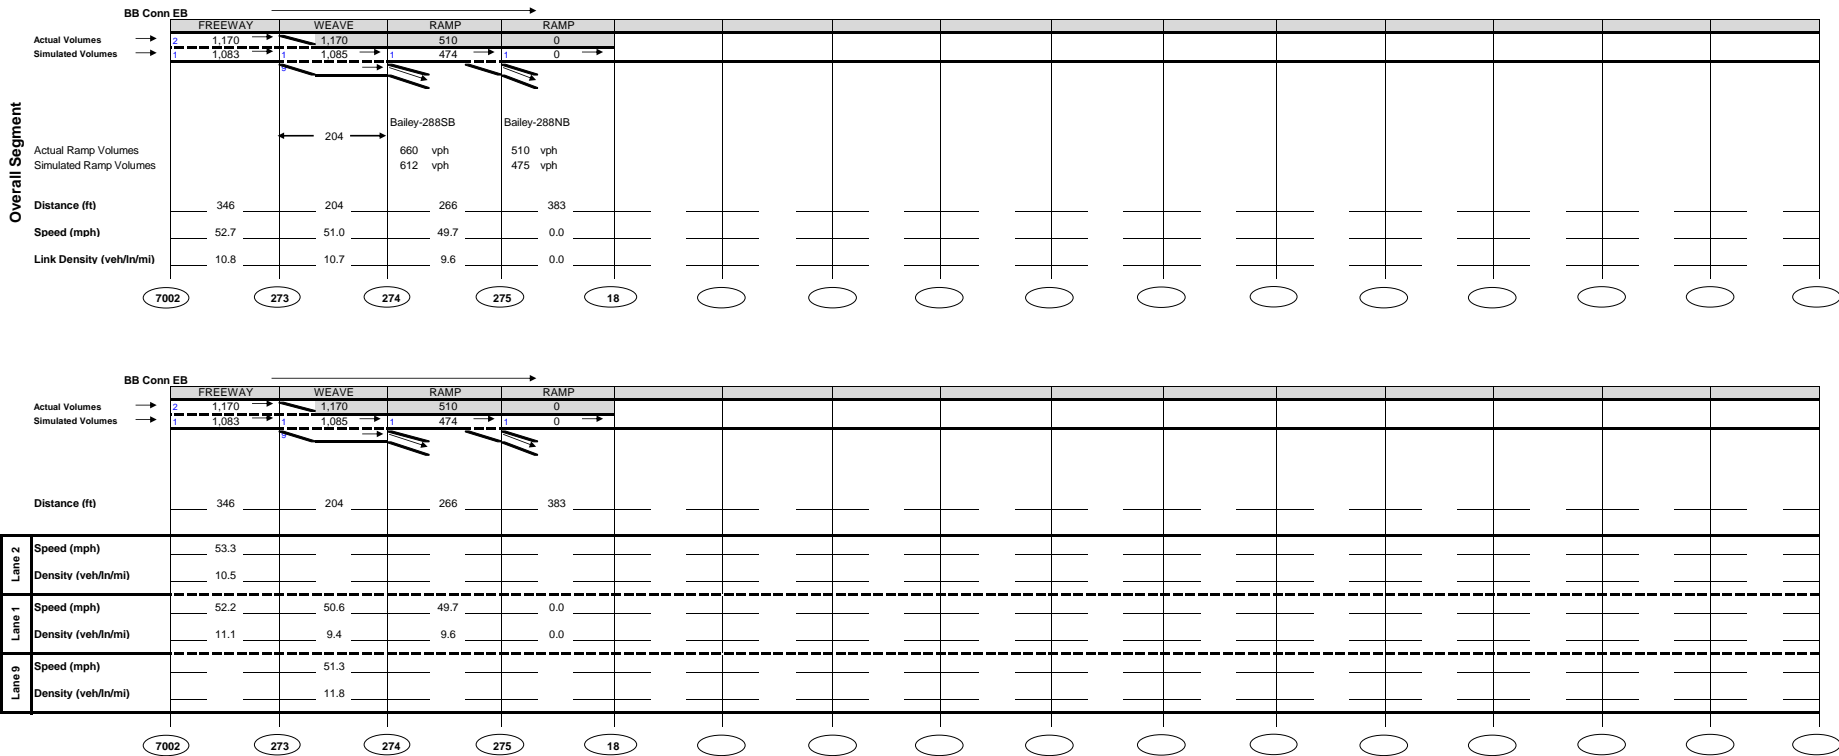 BB Conn EB
FREEWAY WEAVE RAMP RAMP
Actual Volumes 2 1,170 1,170 510 0
Simulated Volumes 1 1,083 1 1,085 1 474 1 0
9
Overall Segment
Bailey-288SB Bailey-288NB
204
Actual Ramp Volumes 660 vph 510 vph
Simulated Ramp Volumes 612 vph 475 vph
Distance (ft) 346 204 266 383
Speed (mph) 52.7 51.0 49.7 0.0
Link Density (veh/ln/mi) 10.8 10.7 9.6 0.0
7002 273 274 275 18
BB Conn EB
FREEWAY WEAVE RAMP RAMP
Actual Volumes 2 1,170 1,170 510 0
Simulated Volumes 1 1,083 1 1,085 1 474 1 0
9
Distance (ft) 346 204 266 383
Lane 2
Speed (mph) 53.3
Density (veh/ln/mi) 10.5
Lane 1
Speed (mph) 52.2 50.6 49.7 0.0
Density (veh/ln/mi) 11.1 9.4 9.6 0.0
Lane 9
Speed (mph) 51.3
Density (veh/ln/mi) 11.8
7002 273 274 275 18